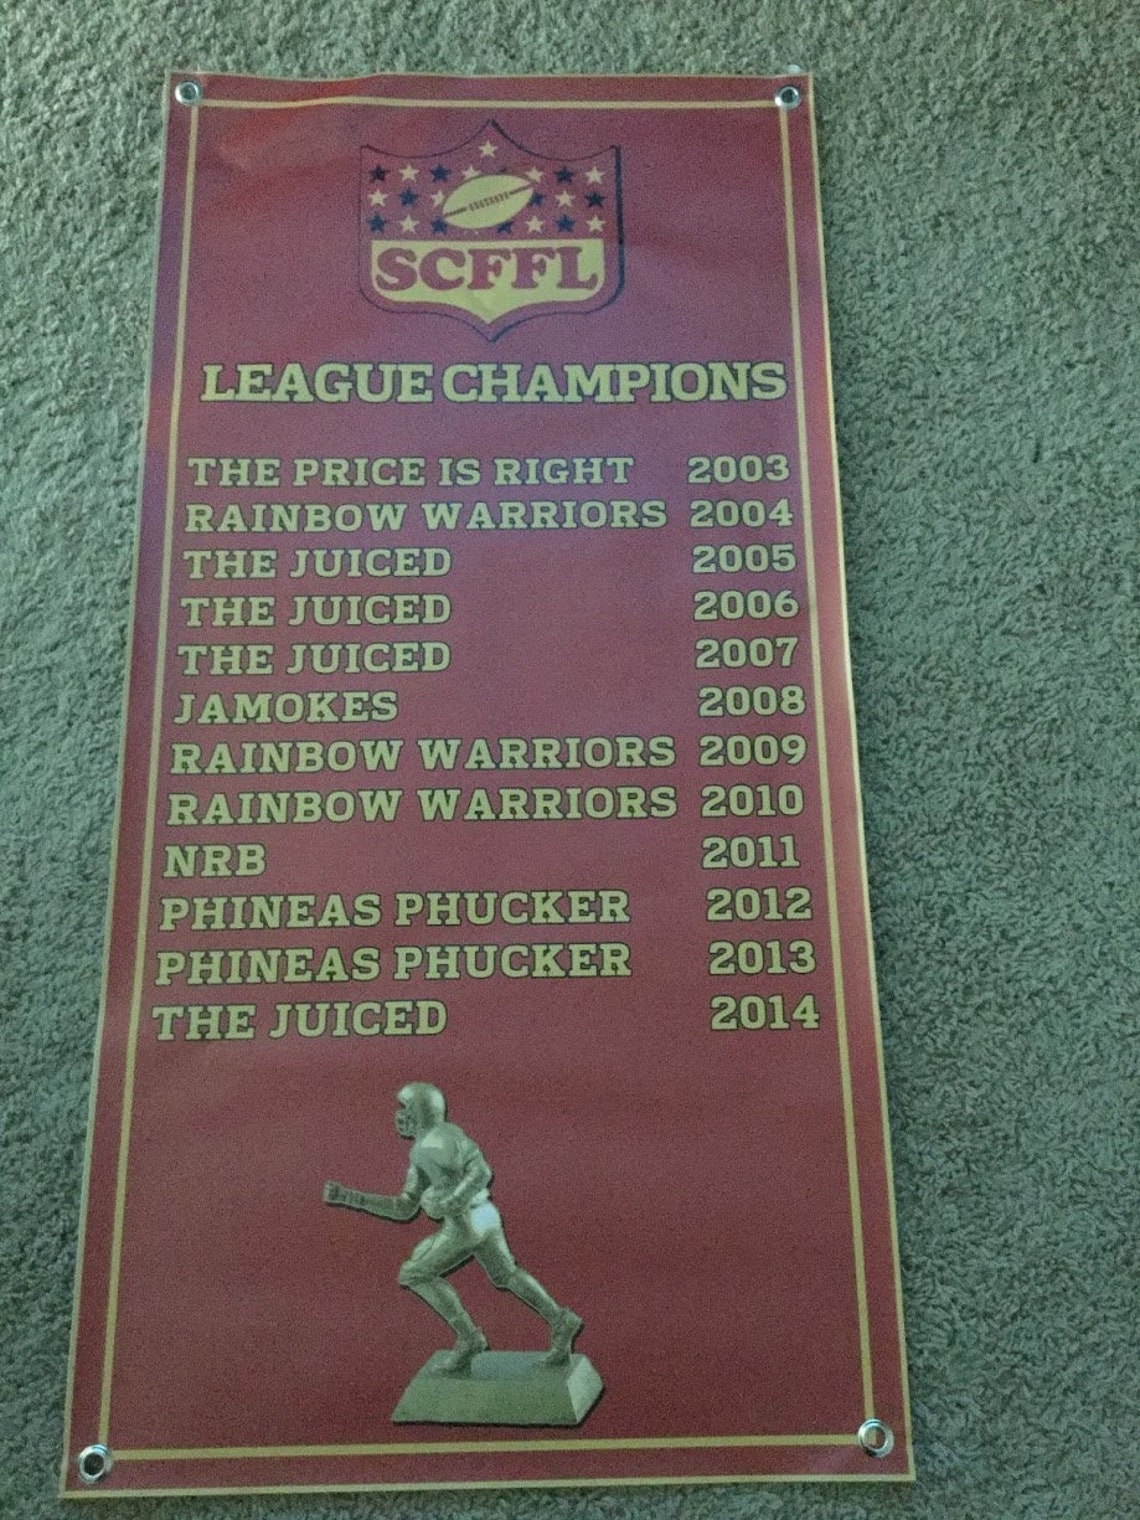 SCFFL
LEAGUE CHAMPIONS
THE PRICE IS RIGHT 2003
RAINBOW WARRIORS 2004
THE JUICED 2005
THE JUICED 2006
THE JUICED 2007
JAMOKES 2008
RAINBOW WARRIORS 2009
RAINBOW WARRIORS 2010
NRB 2011
PHINEAS PHUCKER 2012
PHINEAS PHUCKER 2013
THE JUICED 2014